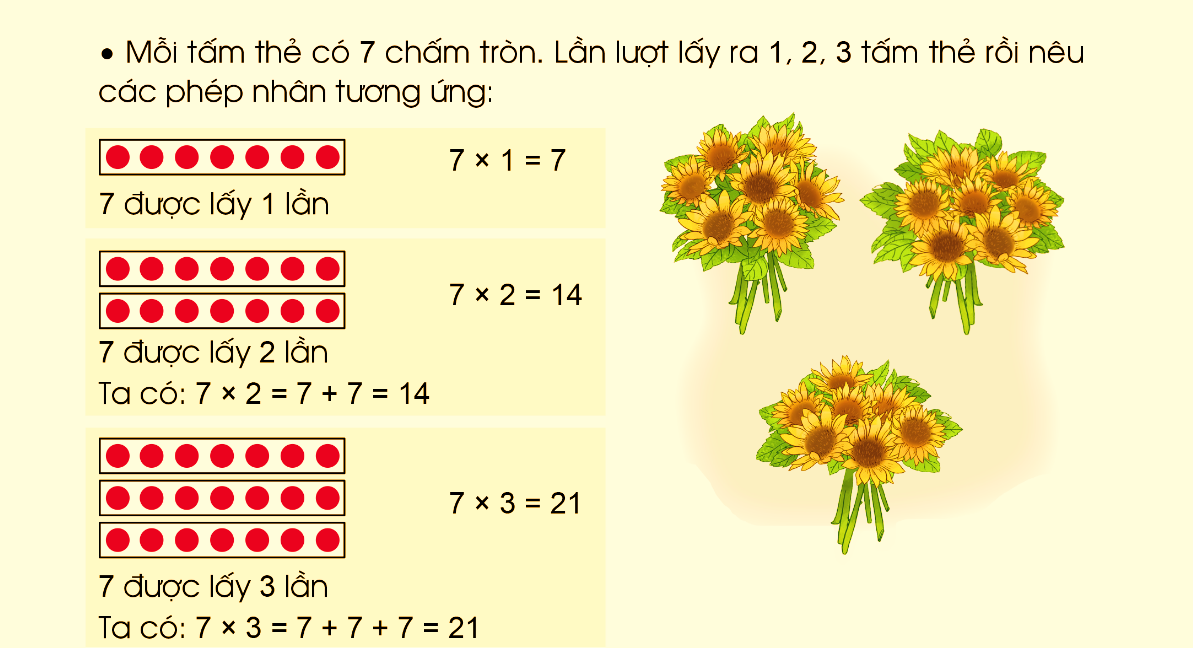 • Mỗi tấm thẻ có 7 chấm tròn. Lần lượt lấy ra 1, 2, 3 tấm thẻ rồi nêu
các phép nhân tương ứng:
7 × 1 = 7
7 được lấy 1 lần
7 × 2 = 14
7 được lấy 2 lần
Ta có: 7 × 2 = 7 + 7 = 14
7 × 3 = 21
7 được lấy 3 lần
Ta có: 7 × 3 = 7 + 7 + 7 = 21